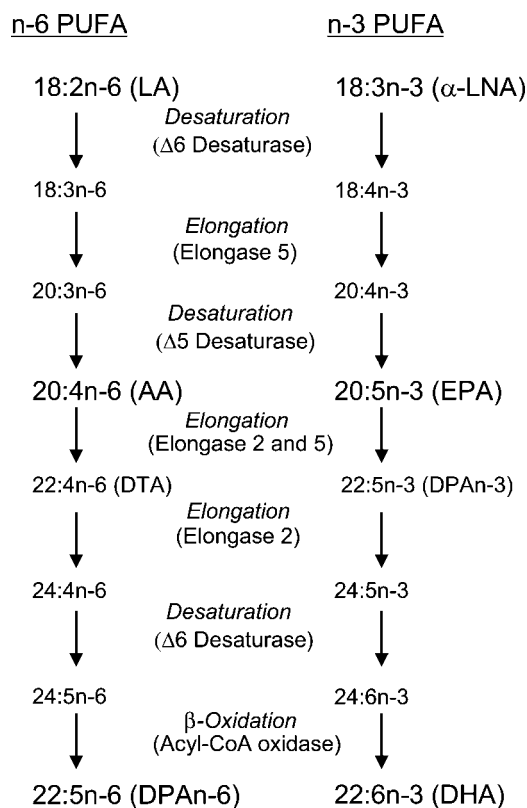 n-6 PUFA
n-3 PUFA
18:2n-6 (LA)
18:3n-3 (α-LNA)
Desaturation
(Δ6 Desaturase)
18:3n-6
18:4n-3
Elongation
(Elongase 5)
20:3n-6
20:4n-3
Desaturation
(Δ5 Desaturase)
20:4n-6 (AA)
20:5n-3 (EPA)
Elongation
(Elongase 2 and 5)
22:4n-6 (DTA)
22:5n-3 (DPAn-3)
Elongation
(Elongase 2)
24:4n-6
24:5n-3
Desaturation
(Δ6 Desaturase)
24:5n-6
24:6n-3
β-Oxidation
(Acyl-CoA oxidase)
22:5n-6 (DPAn-6)
22:6n-3 (DHA)